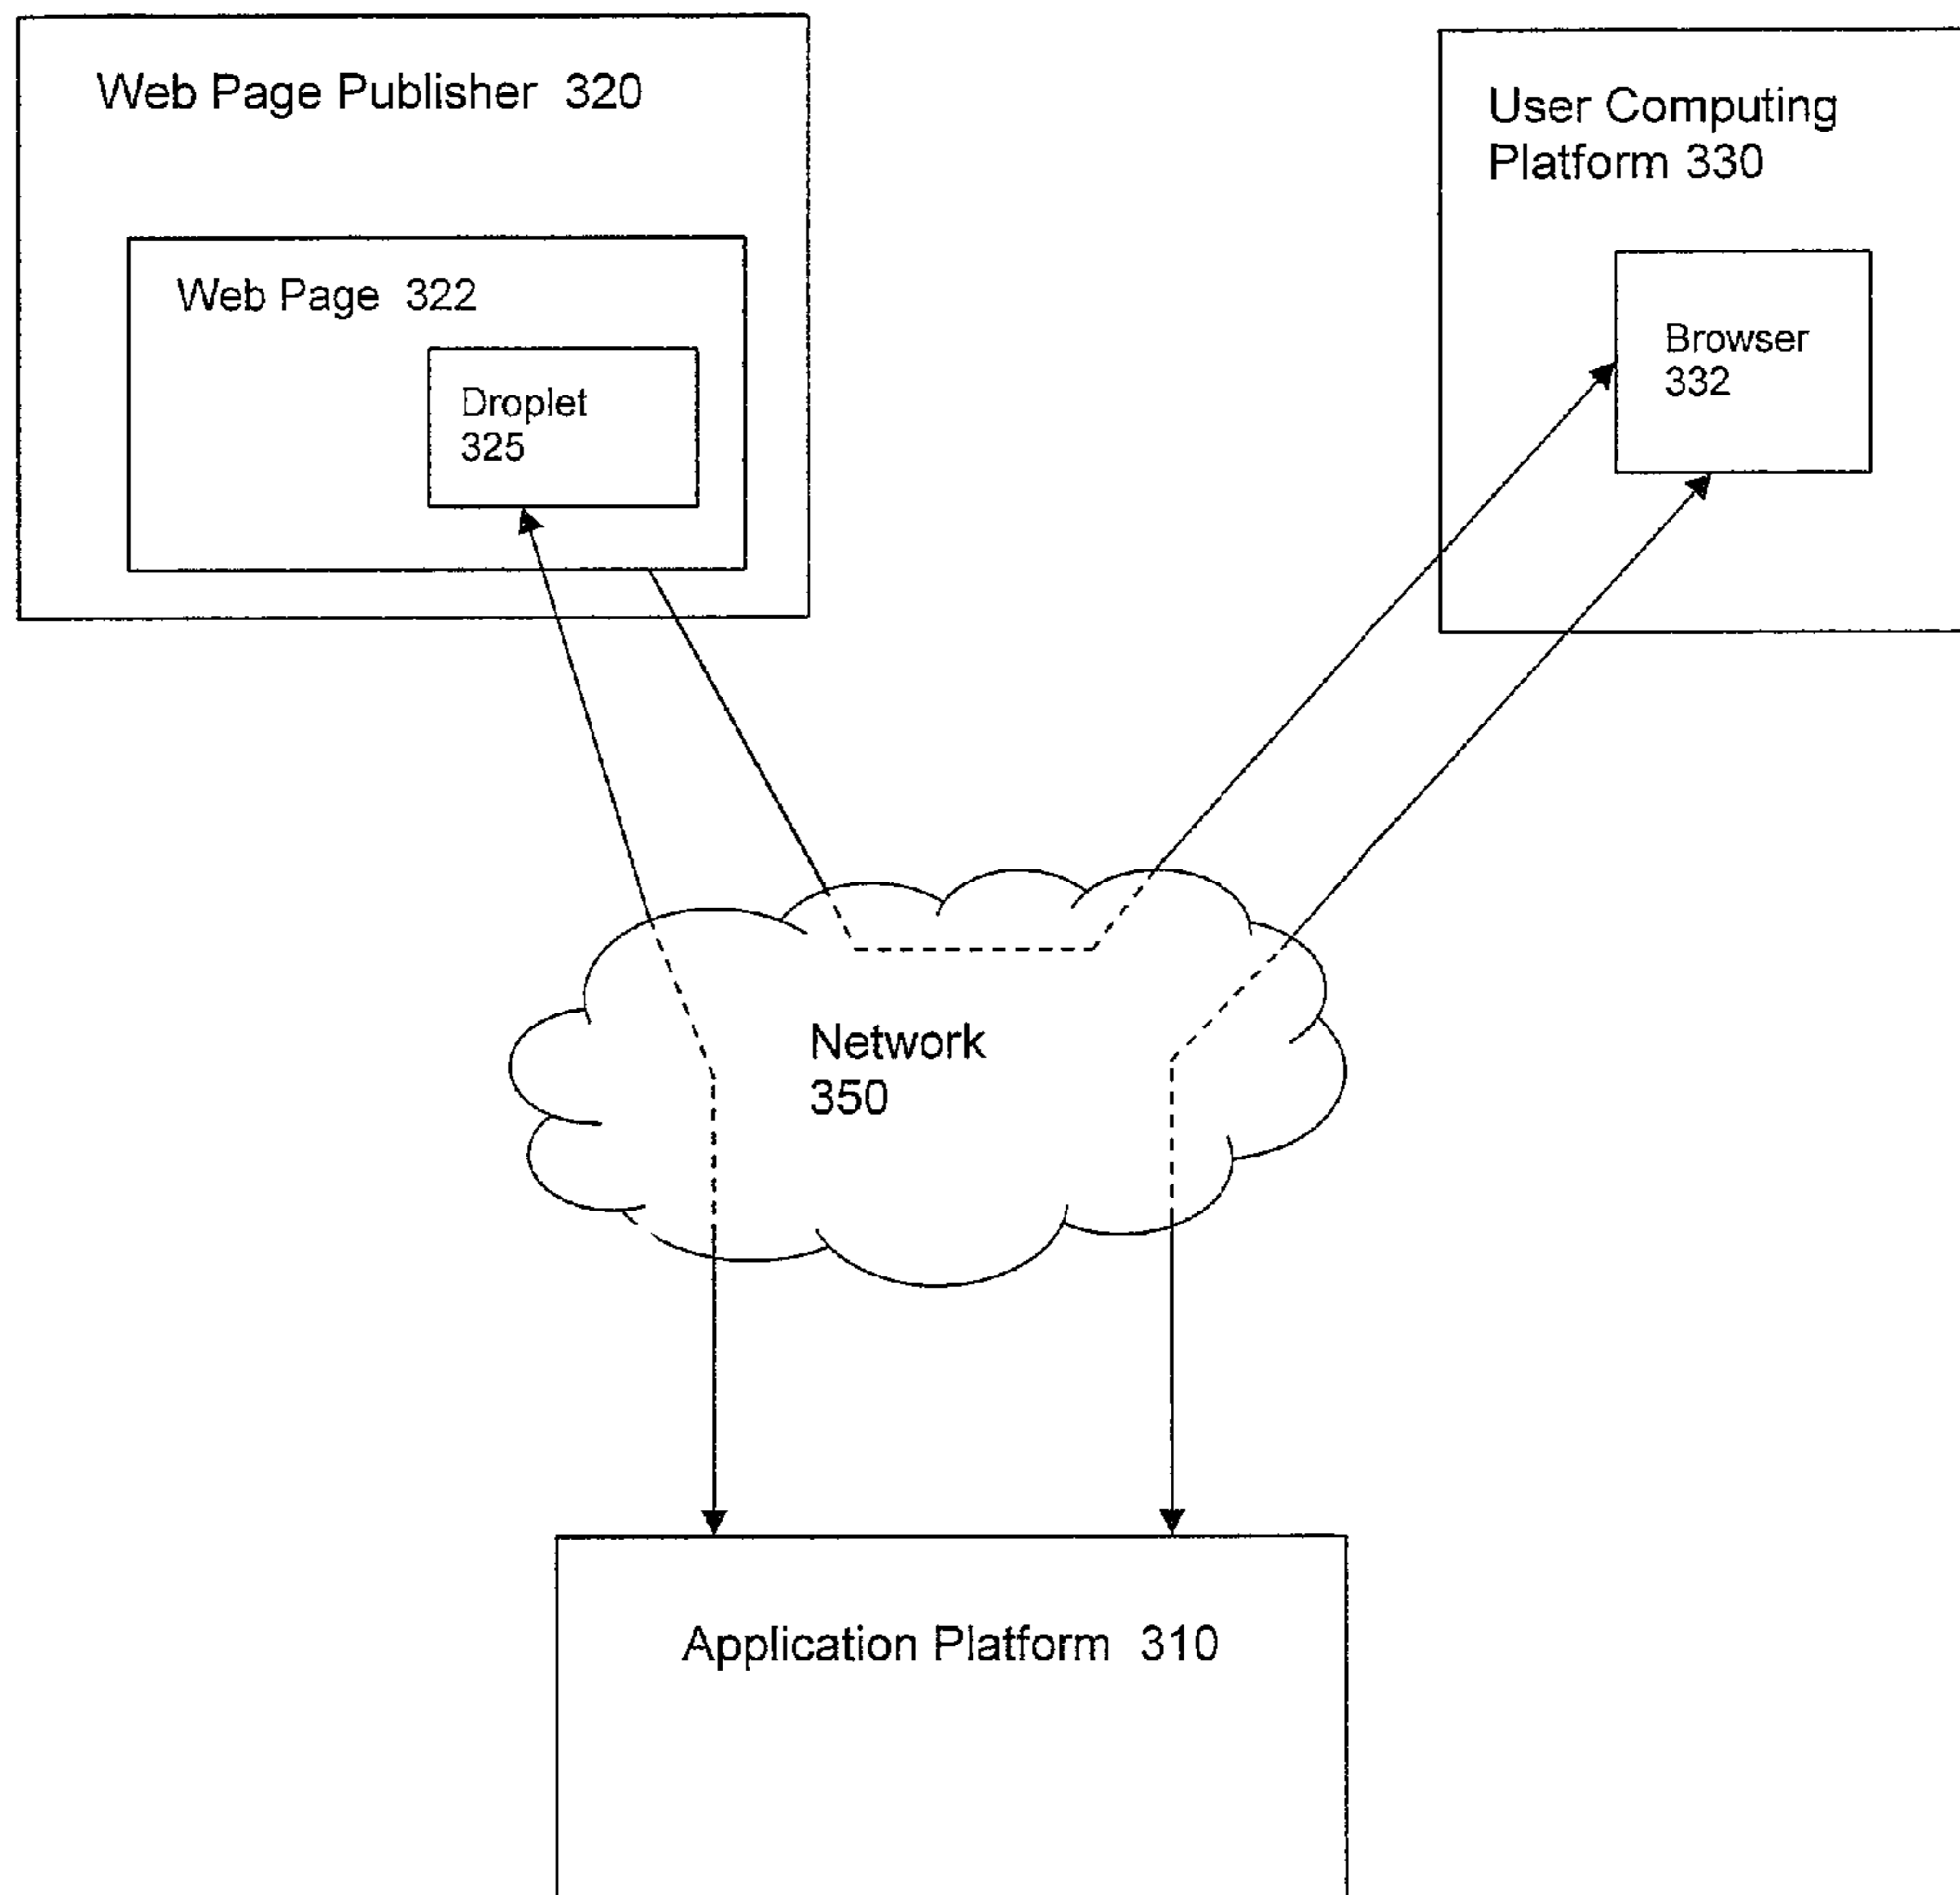 Web Page Publisher 320
User Computing
Platform 330
Web Page 322
Browser
332
Droplet
325
Network
350
Application Platform 310